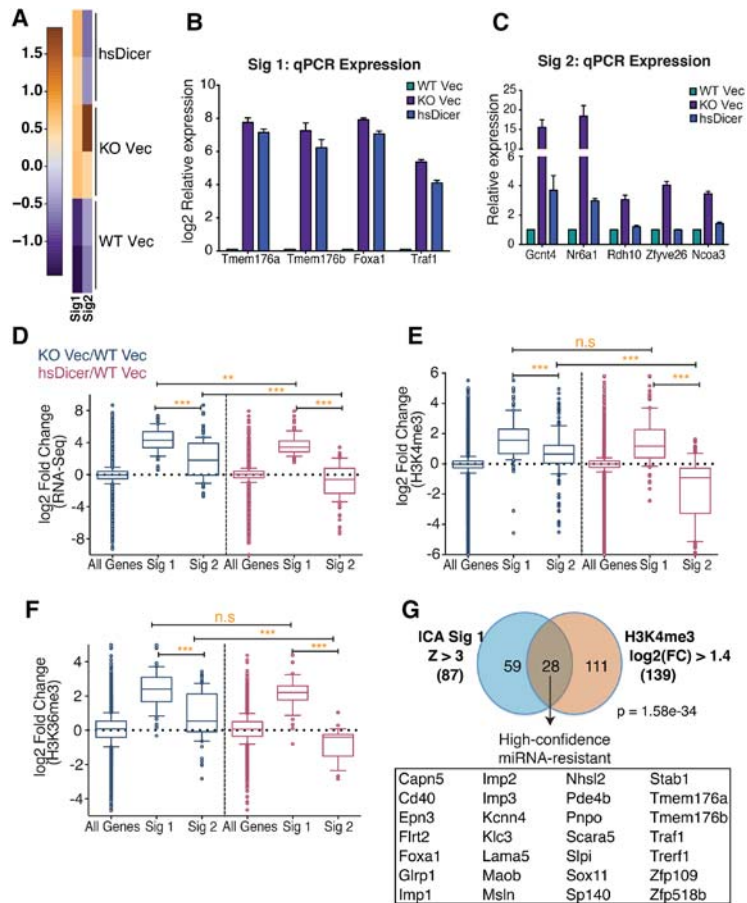 A
1.5
1.0
0.5
0.0
−0.5
−1.0
hsDicer
KO Vec
WT Vec
Sig1
Sig2
B
Sig 1: qPCR Expression
WT Vec
KO Vec
hsDicer
log2 Relative expression
10
8
6
4
2
0
Tmem176a Tmem176b Foxa1 Traf1
C
Sig 2: qPCR Expression
WT Vec
KO Vec
hsDicer
Relative expression
25
20
15
10
4
2
0
Gcnt4 Nr6a1 Rdh10 Zfyve26 Ncoa3
D
KO Vec/WT Vec
hsDicer/WT Vec
**
***
*** ***
log2 Fold Change
(RNA-Seq)
8
4
0
-4
-8
All Genes Sig 1 Sig 2 All Genes Sig 1 Sig 2
E
n.s
*** ***
***
log2 Fold Change
(H3K4me3)
6
4
2
0
-2
-4
-6
All Genes Sig 1 Sig 2 All Genes Sig 1 Sig 2
F
n.s
***
*** ***
log2 Fold Change
(H3K36me3)
4
2
0
-2
-4
All Genes Sig 1 Sig 2 All Genes Sig 1 Sig 2
G
ICA Sig 1
Z > 3
(87)
59 28 111
H3K4me3
log2(FC) > 1.4
(139)
p = 1.58e-34
High-confidence
miRNA-resistant
Capn5 Imp2 Nhsl2 Stab1
Cd40 Imp3 Pde4b Tmem176a
Epn3 Kcnn4 Pnpo Tmem176b
Flrt2 Klc3 Scara5 Traf1
Foxa1 Lama5 Slpi Trerf1
Glrp1 Maob Sox11 Zfp109
Imp1 Msln Sp140 Zfp518b